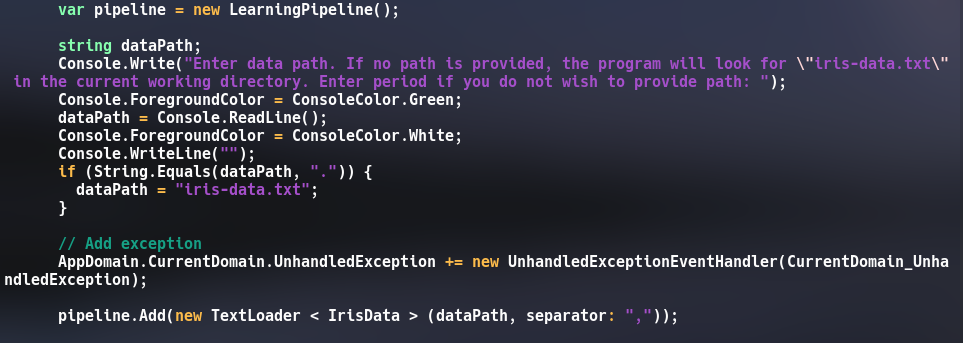 var pipeline = new LearningPipeline();
string dataPath;
Console.Write("Enter data path. If no path is provided, the program will look for \"iris-data.txt\"
in the current working directory. Enter period if you do not wish to provide path: ");
Console.ForegroundColor = ConsoleColor.Green;
dataPath = Console.ReadLine();
Console.ForegroundColor = ConsoleColor.White;
Console.WriteLine("");
if (String.Equals(dataPath, ".")) {
dataPath = "iris-data.txt";
}
// Add exception
AppDomain.CurrentDomain.UnhandledException += new UnhandledExceptionEventHandler(CurrentDomain_Unha
ndledException);
pipeline.Add(new TextLoader < IrisData > (dataPath, separator: ","));